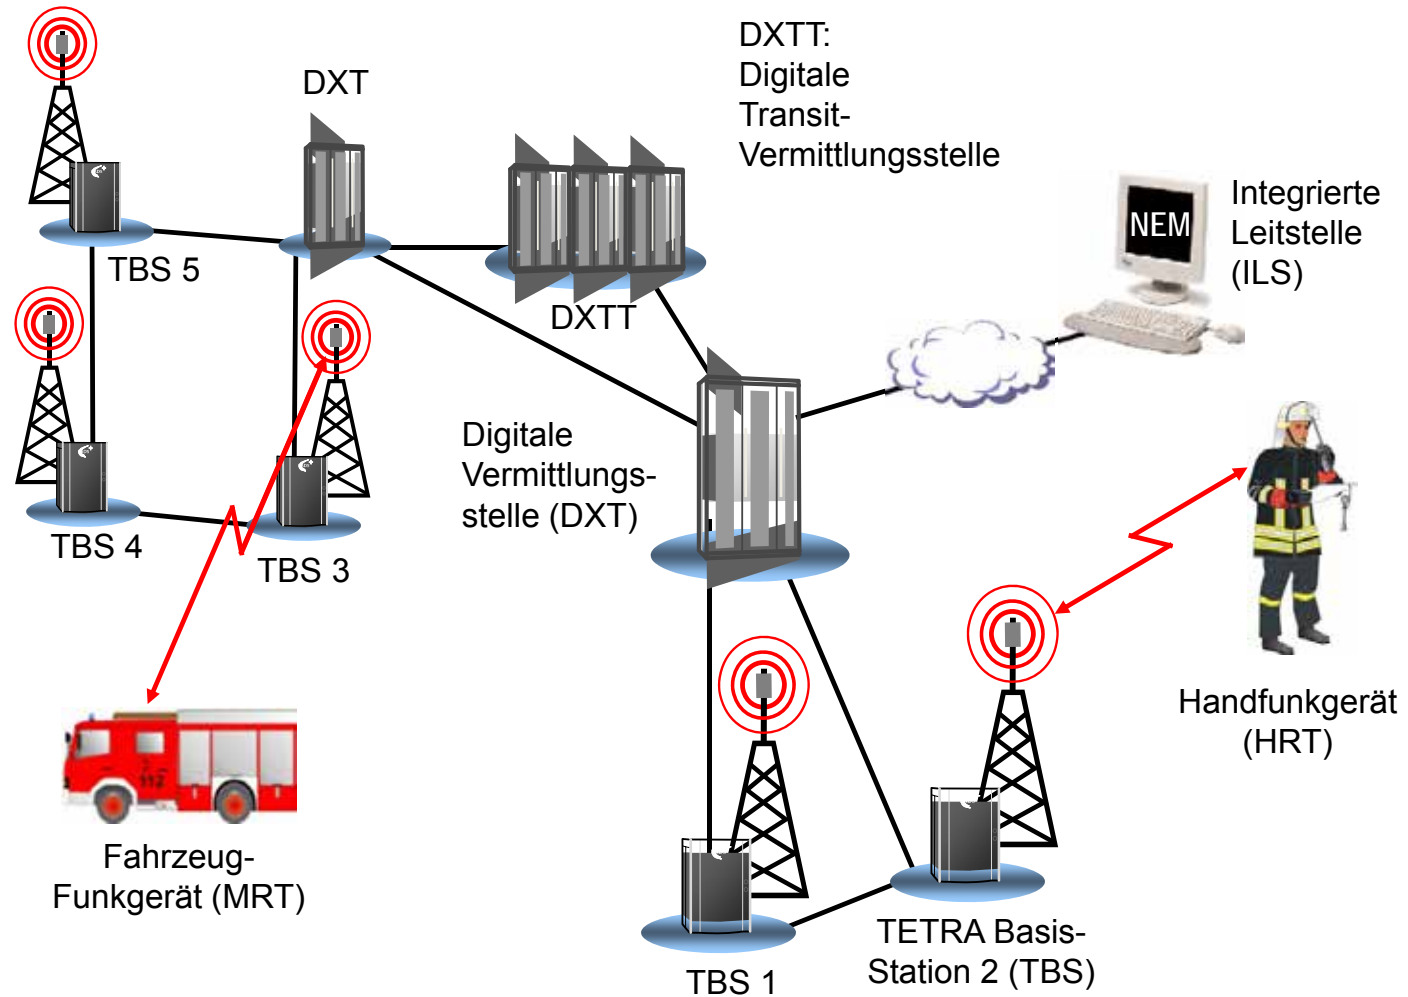 DXTT:
Digitale
Transit-
Vermittlungsstelle
DXT
NEM
Integrierte
Leitstelle
(ILS)
TBS 5
DXTT
Digitale
Vermittlungs-
stelle (DXT)
TBS 4
TBS 3
Handfunkgerät
(HRT)
112
Fahrzeug-
Funkgerät (MRT)
TETRA Basis-
Station 2 (TBS)
TBS 1